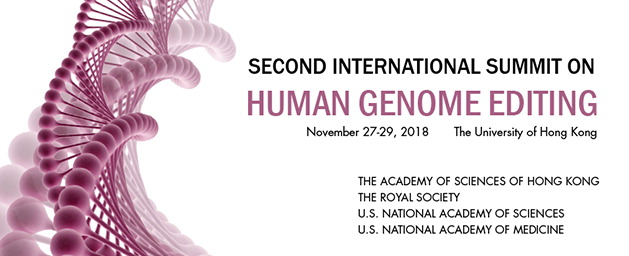 SECOND INTERNATIONAL SUMMIT ON
HUMAN GENOME EDITING
November 27-29, 2018 The University of Hong Kong
THE ACADEMY OF SCIENCES OF HONG KONG
THE ROYAL SOCIETY
U.S. NATIONAL ACADEMY OF SCIENCES
U.S. NATIONAL ACADEMY OF MEDICINE